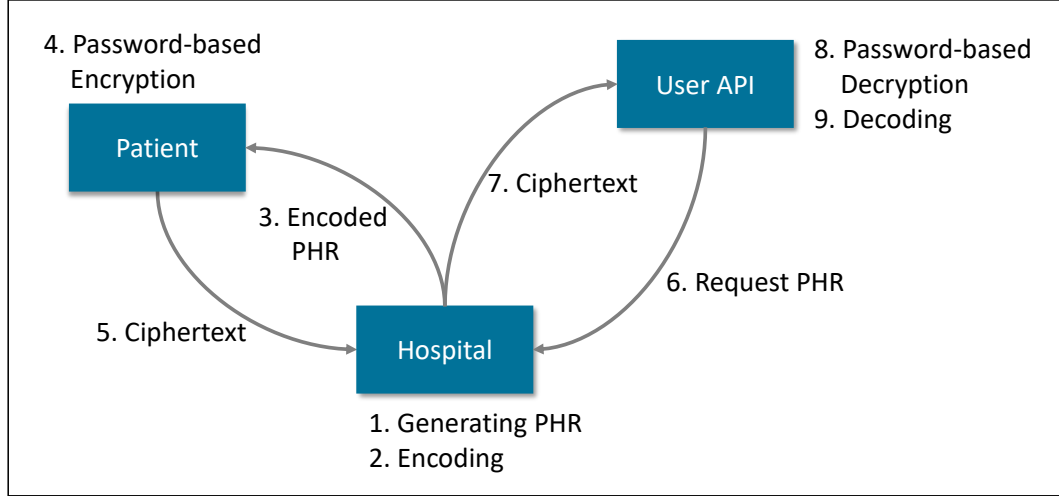 4. Password-based
Encryption
Patient
User API
8. Password-based
Decryption
9. Decoding
7. Ciphertext
3. Encoded
PHR
6. Request PHR
5. Ciphertext
Hospital
1. Generating PHR
2. Encoding